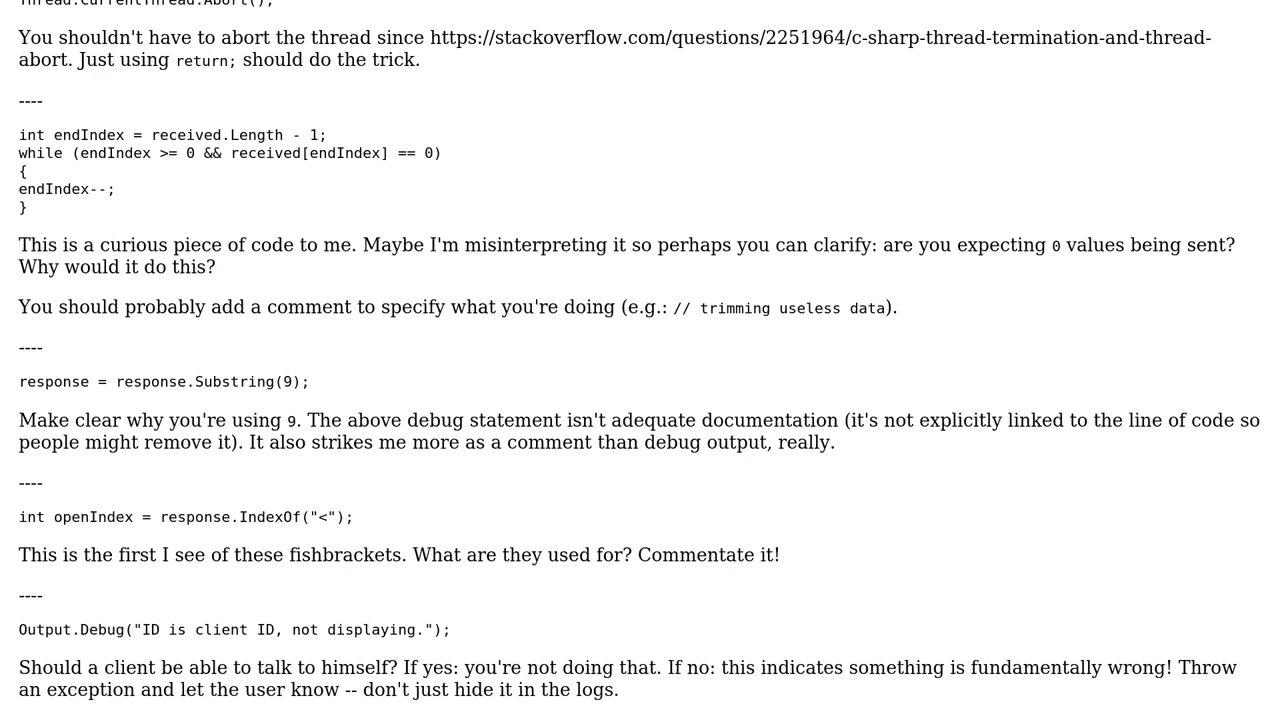 Thread.CurrentThread.Abort();
You shouldn't have to abort the thread since https://stackoverflow.com/questions/2251964/c-sharp-thread-termination-and-thread-
abort. Just using return; should do the trick.
----
int endIndex = received.Length - 1;
while (endIndex >= 0 && received[endIndex] == 0)
{
endIndex--;
}
This is a curious piece of code to me. Maybe I'm misinterpreting it so perhaps you can clarify: are you expecting 0 values being sent?
Why would it do this?
You should probably add a comment to specify what you're doing (e.g.: // trimming useless data).
----
response = response.Substring(9);
Make clear why you're using 9. The above debug statement isn't adequate documentation (it's not explicitly linked to the line of code so
people might remove it). It also strikes me more as a comment than debug output, really.
----
int openIndex = response.IndexOf("<");
This is the first I see of these fishbrackets. What are they used for? Commentate it!
----
Output.Debug("ID is client ID, not displaying.");
Should a client be able to talk to himself? If yes: you're not doing that. If no: this indicates something is fundamentally wrong! Throw
an exception and let the user know -- don't just hide it in the logs.